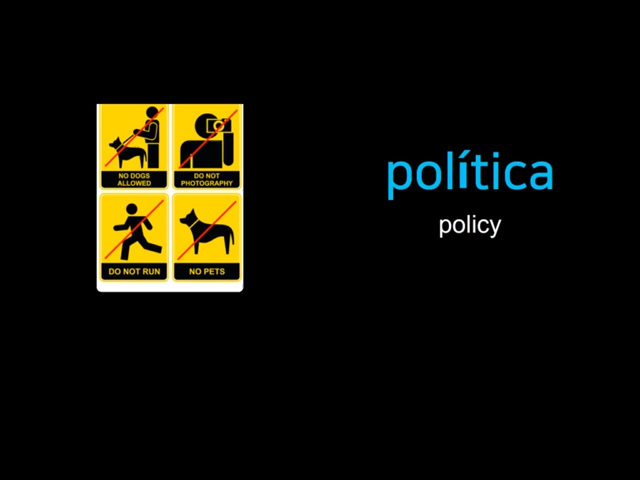 NO DOGS
ALLOWED
DO NOT
PHOTOGRAPHY
DO NOT RUN
NO PETS
política
policy